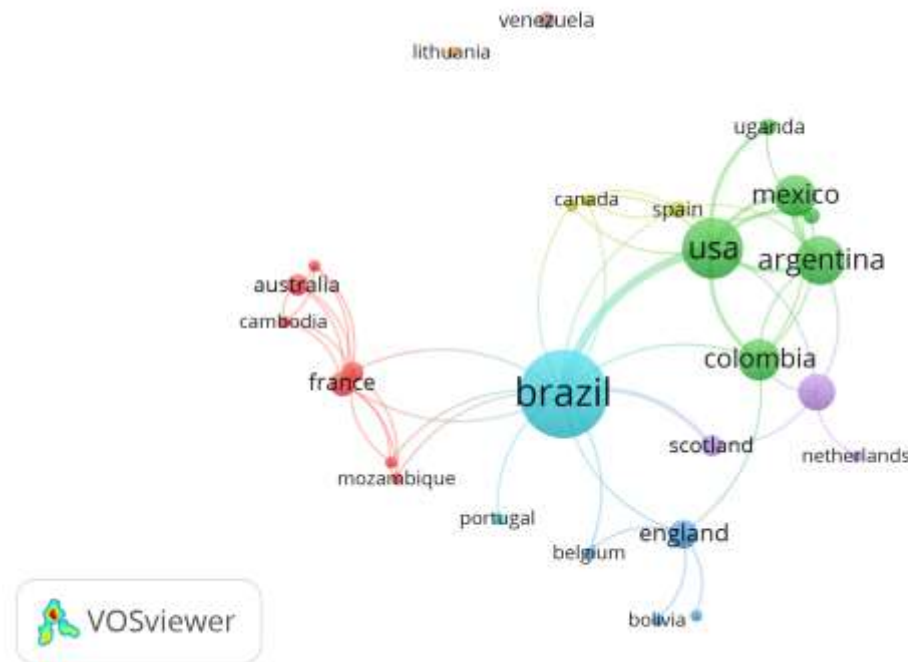 venezuela
lithuania
uganda
mexico
canada
spain
usa
argentina
australia
cambodia
colombia
france
brazil
scotland
netherlands
mozambique
portugal
england
belgium
bolivia
VOSviewer